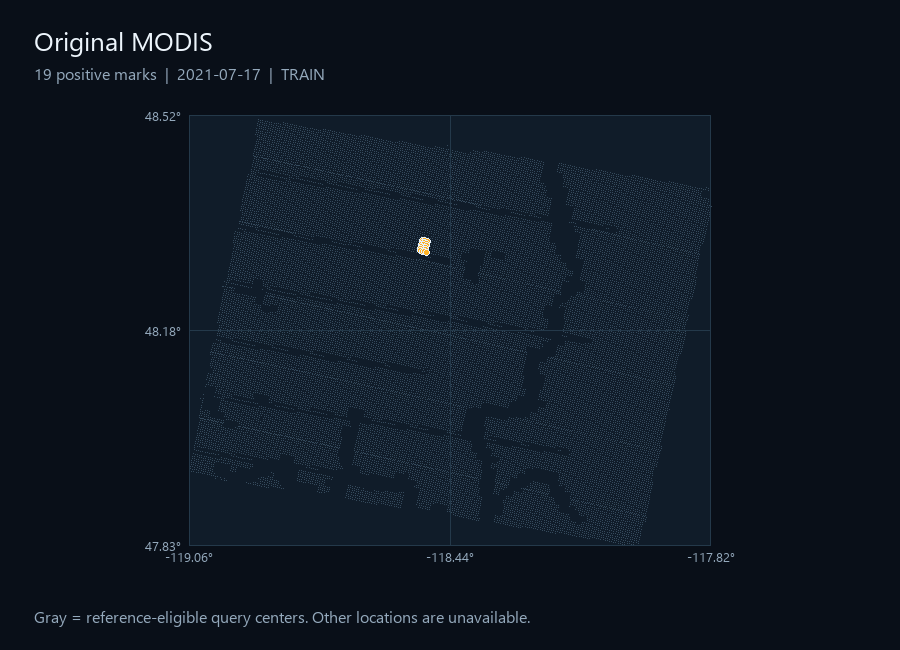 Original MODIS
19 positive marks | 2021-07-17 | TRAIN
48.52°
48.18°
47.83°
-119.06°
-118.44°
-117.82°
Gray = reference-eligible query centers. Other locations are unavailable.